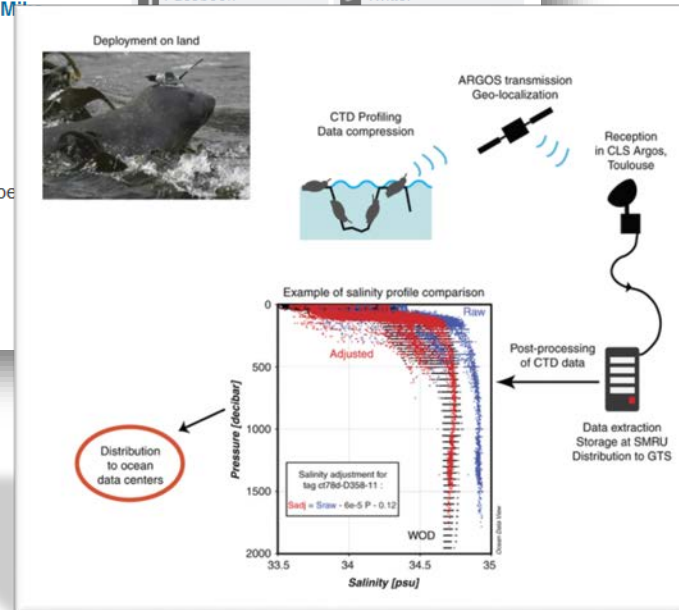 Deployment on land
ARGOS transmission
Geo-localization
CTD Profiling
Data compression
Reception
in CLS Argos,
Toulouse
Example of salinity profile comparison
0
500
1000
1500
2000
Pressure [decibar]
Raw
Adjusted
Salinity adjustment for
tag ct78d-D358-11 :
Sadj = Sraw - 6e-5 P - 0.12
WOD
Ocean Data View
33.5 34 34.5 35
Salinity [psu]
Post-processing
of CTD data
Data extraction
Storage at SMRU
Distribution to GTS
Distribution
to ocean
data centers